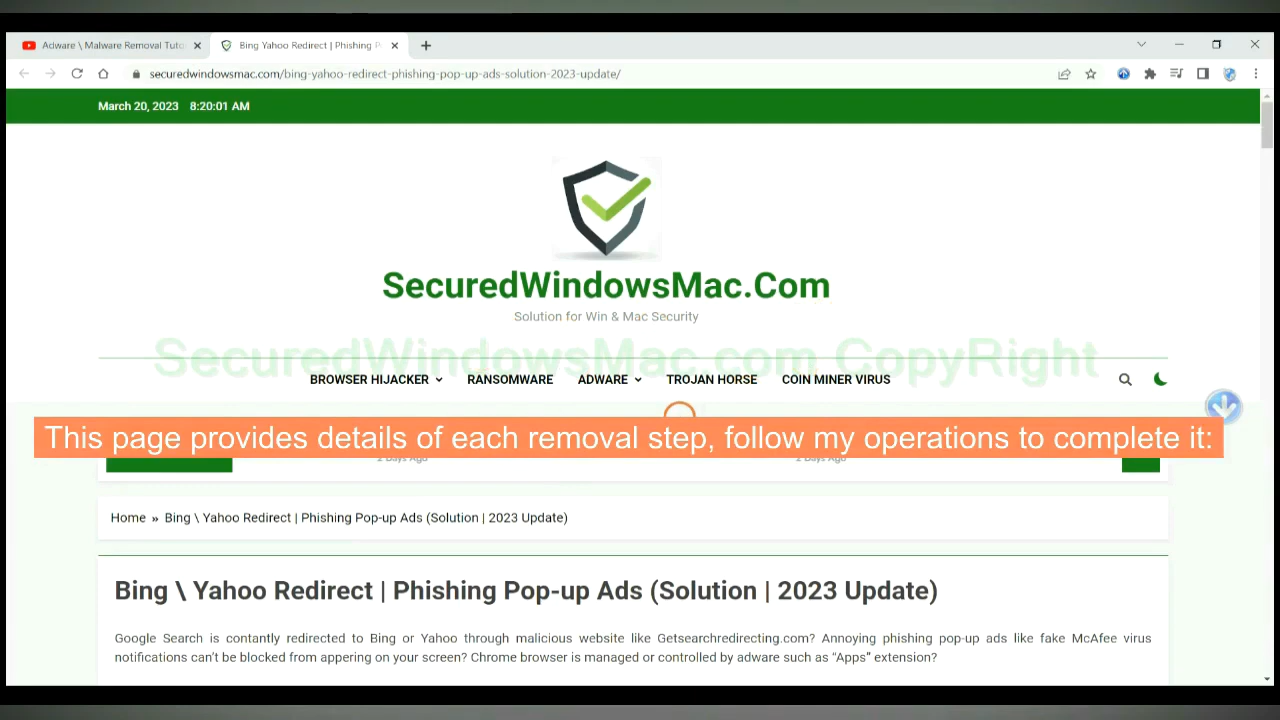 Adware \ Malware Removal Tuto
Bing Yahoo Redirect | Phishing P
securedwindowsmac.com/bing-yahoo-redirect-phishing-pop-up-ads-solution-2023-update/
March 20, 2023 8:20:01 AM
SecuredWindowsMac.Com
Solution for Win & Mac Security
SecuredWindowsMac.com CopyRight
BROWSER HIJACKER RANSOMWARE ADWARE TROJAN HORSE COIN MINER VIRUS
This page provides details of each removal step, follow my operations to complete it:
2 Days Ago 2 Days Ago
Home » Bing \ Yahoo Redirect | Phishing Pop-up Ads (Solution | 2023 Update)
Bing \ Yahoo Redirect | Phishing Pop-up Ads (Solution | 2023 Update)
Google Search is contantly redirected to Bing or Yahoo through malicious website like Getsearchredirecting.com? Annoying phishing pop-up ads like fake McAfee virus
notifications can't be blocked from appering on your screen? Chrome browser is managed or controlled by adware such as “Apps” extension?